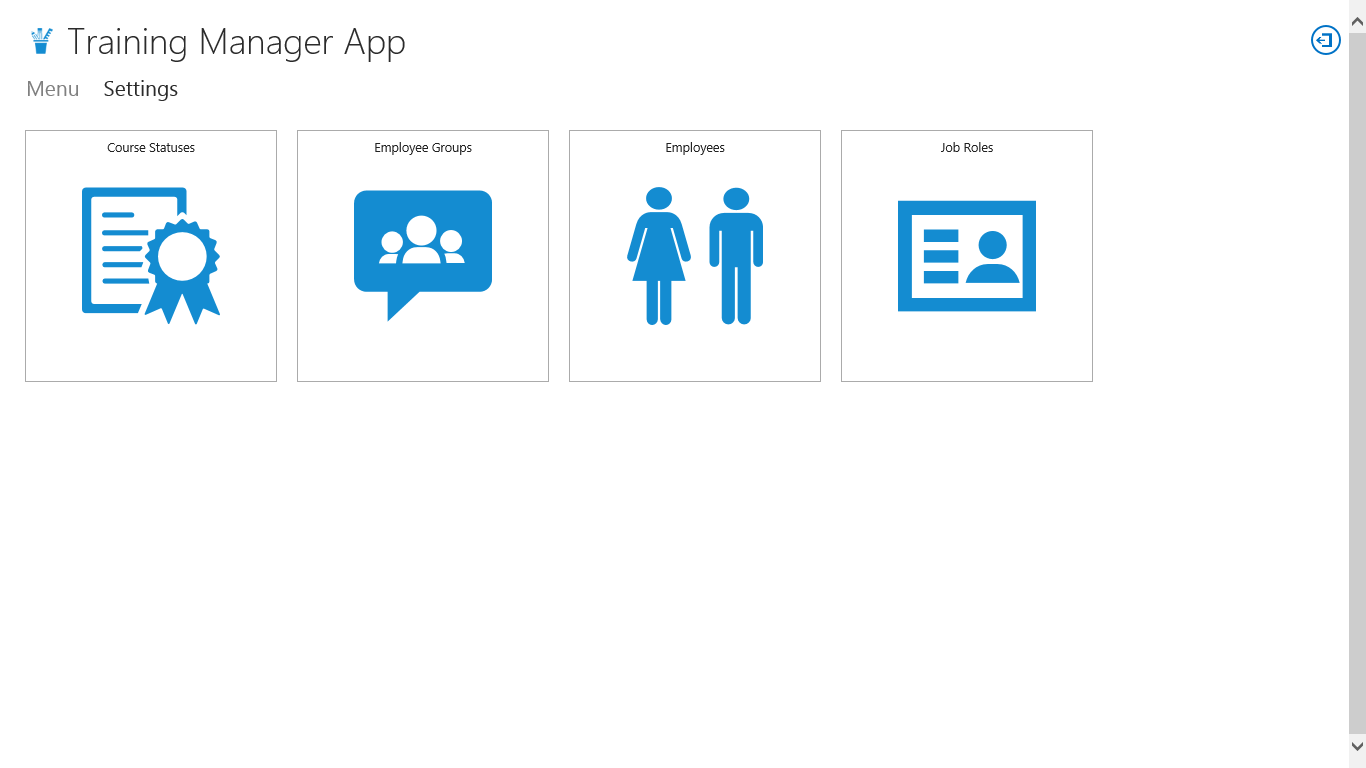 Training Manager App
Menu Settings
Course Statuses
Employee Groups
Employees
Job Roles